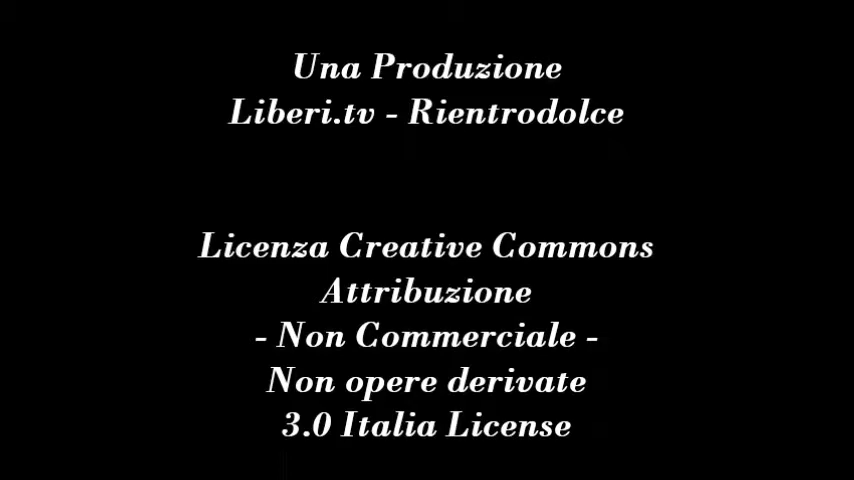 Una Produzione
Liberi.tv - Rientrodolce
Licenza Creative Commons
Attribuzione
- Non Commerciale -
Non opere derivate
3.0 Italia License